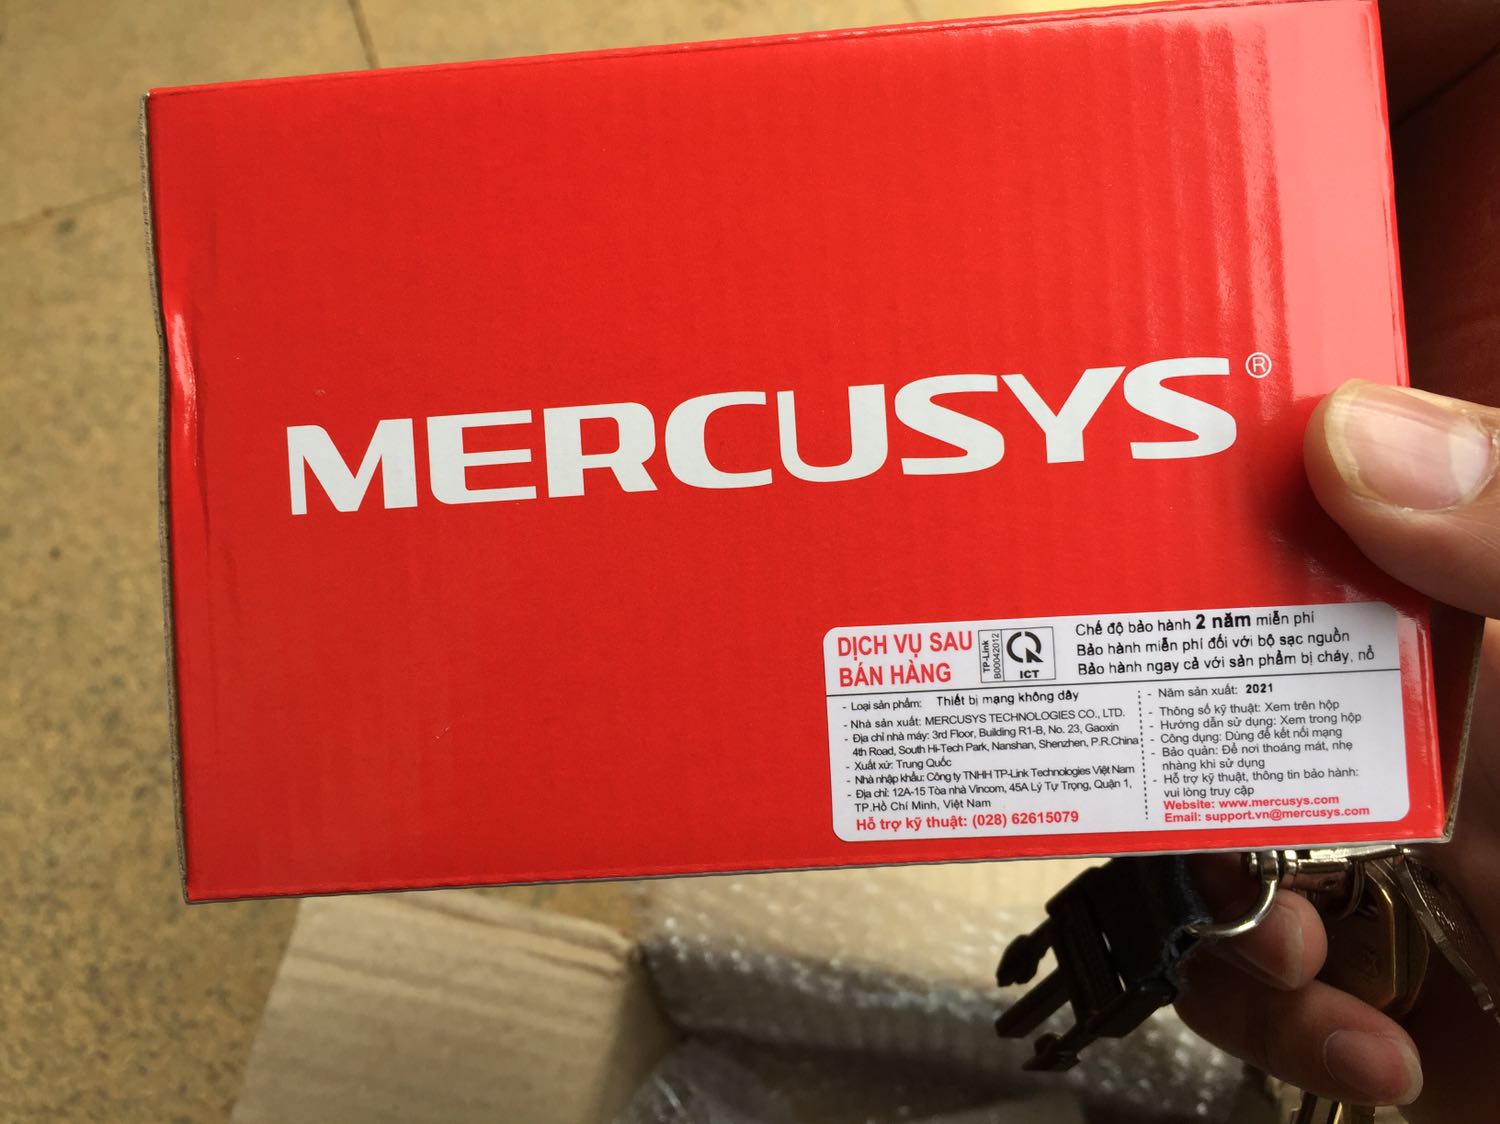 MERCUSYS®
DỊCH VỤ SAU
BÁN HÀNG
TP-Link
B00042012
ICT
Chế độ bảo hành 2 năm miễn phí
Bảo hành miễn phí đối với bộ sạc nguồn
Bảo hành ngay cả với sản phẩm bị cháy, nổ
- Loại sản phẩm: Thiết bị mạng không dây
- Nhà sản xuất: MERCUSYS TECHNOLOGIES CO., LTD.
- Địa chỉ nhà máy: 3rd Floor, Building R1-B, No. 23, Gaoxin
4th Road, South Hi-Tech Park, Nanshan, Shenzhen, P.R.China
- Xuất xứ: Trung Quốc
- Nhà nhập khẩu: Công ty TNHH TP-Link Technologies Việt Nam
- Địa chỉ: 12A-15 Tòa nhà Vincom, 45A Lý Tự Trọng, Quận 1,
TP.Hồ Chí Minh, Việt Nam
Hỗ trợ kỹ thuật: (028) 62615079
- Năm sản xuất: 2021
- Thông số kỹ thuật: Xem trên hộp
- Hướng dẫn sử dụng: Xem trong hộp
- Công dụng: Dùng để kết nối mạng
- Bảo quản: Để nơi thoáng mát, nhẹ
nhàng khi sử dụng
- Hỗ trợ kỹ thuật, thông tin bảo hành:
vui lòng truy cập
Website: www.mercusys.com
Email: support.vn@mercusys.com